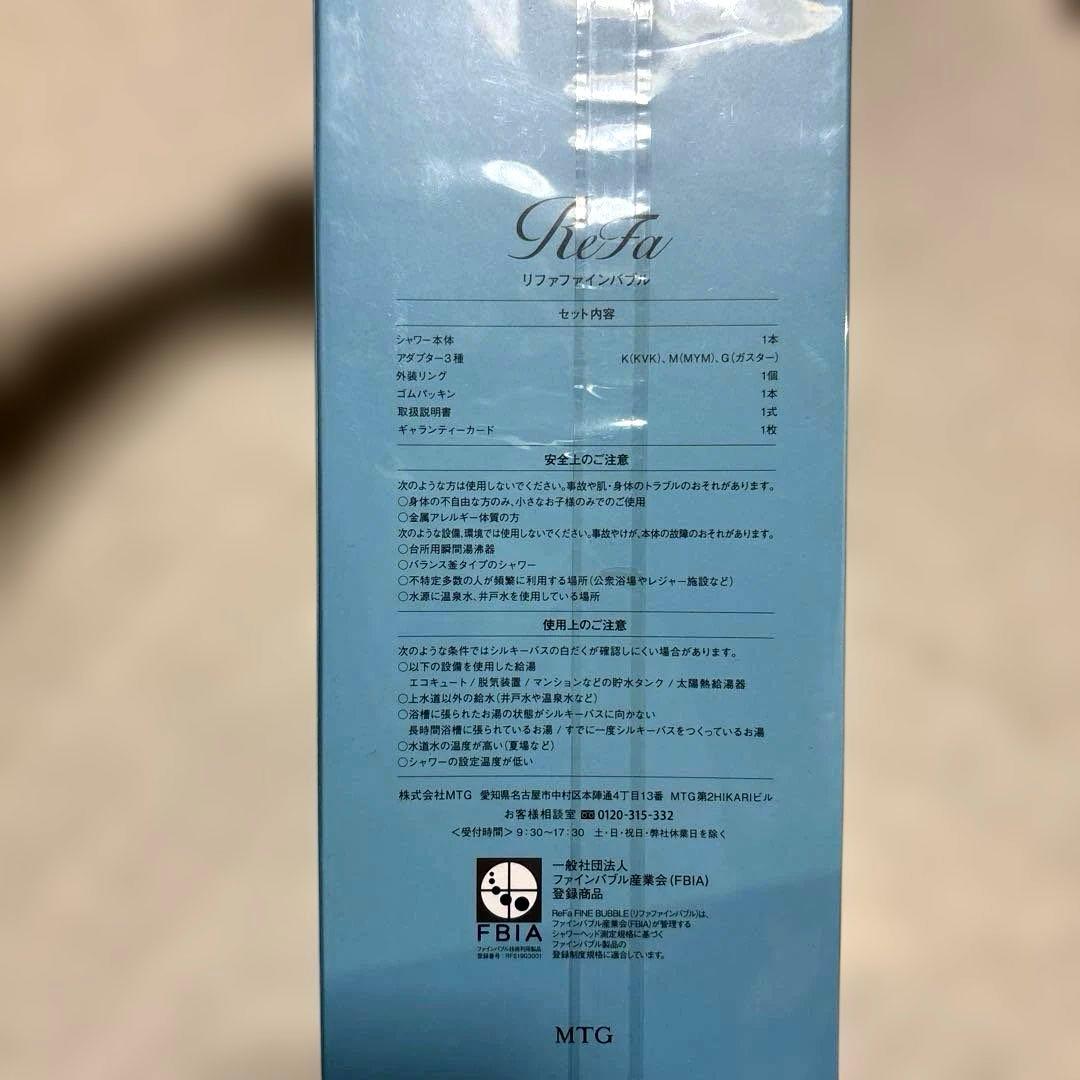 ReFa
リファファインバブル
セット内容
シャワー本体 1本
アダプター3種 K(KVK)、M(MYM)、G(ガスター)
外装リング 1個
ゴムパッキン 1本
取扱説明書 1式
ギャランティーカード 1枚
安全上のご注意
次のような方は使用しないでください。事故や肌・身体のトラブルのおそれがあります。
○身体の不自由な方のみ、小さなお子様のみでのご使用
○金属アレルギー体質の方
次のような設備、環境では使用しないでください。事故やけが、本体の故障のおそれがあります。
○台所用瞬間湯沸器
○バランス釜タイプのシャワー
○不特定多数の人が頻繁に利用する場所(公衆浴場やレジャー施設など)
○水源に温泉水、井戸水を使用している場所
使用上のご注意
次のような条件ではシルキーバスの白だくが確認しにくい場合があります。
○以下の設備を使用した給湯
エコキュート / 脱気装置 / マンションなどの貯水タンク / 太陽熱給湯器
○上水道以外の給水(井戸水や温泉水など)
○浴槽に張られたお湯の状態がシルキーバスに向かない
長時間浴槽に張られているお湯 / すでに一度シルキーバスをつくっているお湯
○水道水の温度が高い(夏場など)
○シャワーの設定温度が低い
株式会社MTG 愛知県名古屋市中村区本陣通4丁目13番 MTG第2HIKARIビル
お客様相談室 0120-315-332
<受付時間> 9:30～17:30 土・日・祝日・弊社休業日を除く
FBIA
ファインバブル技術利用製品
登録番号:RFS19G3001
一般社団法人
ファインバブル産業会(FBIA)
登録商品
ReFa FINE BUBBLE(リファファインバブル)は、
ファインバブル産業会(FBIA)が管理する
シャワーヘッド測定規格に基づく
ファインバブル製品の
登録制度規格に適合しています。
MTG